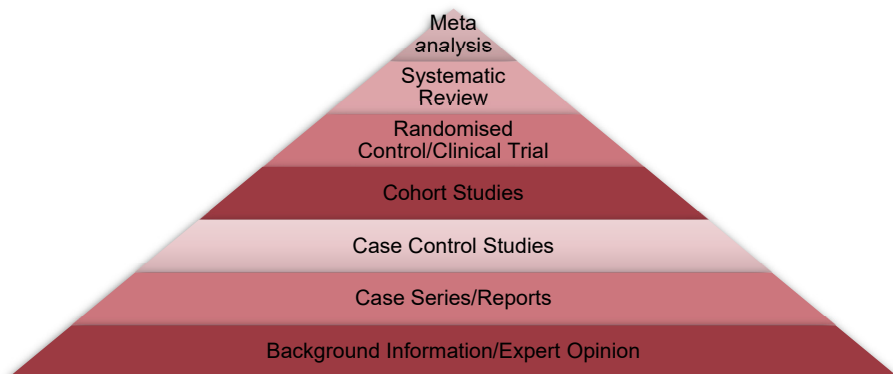 Meta
analysis
Systematic
Review
Randomised
Control/Clinical Trial
Cohort Studies
Case Control Studies
Case Series/Reports
Background Information/Expert Opinion